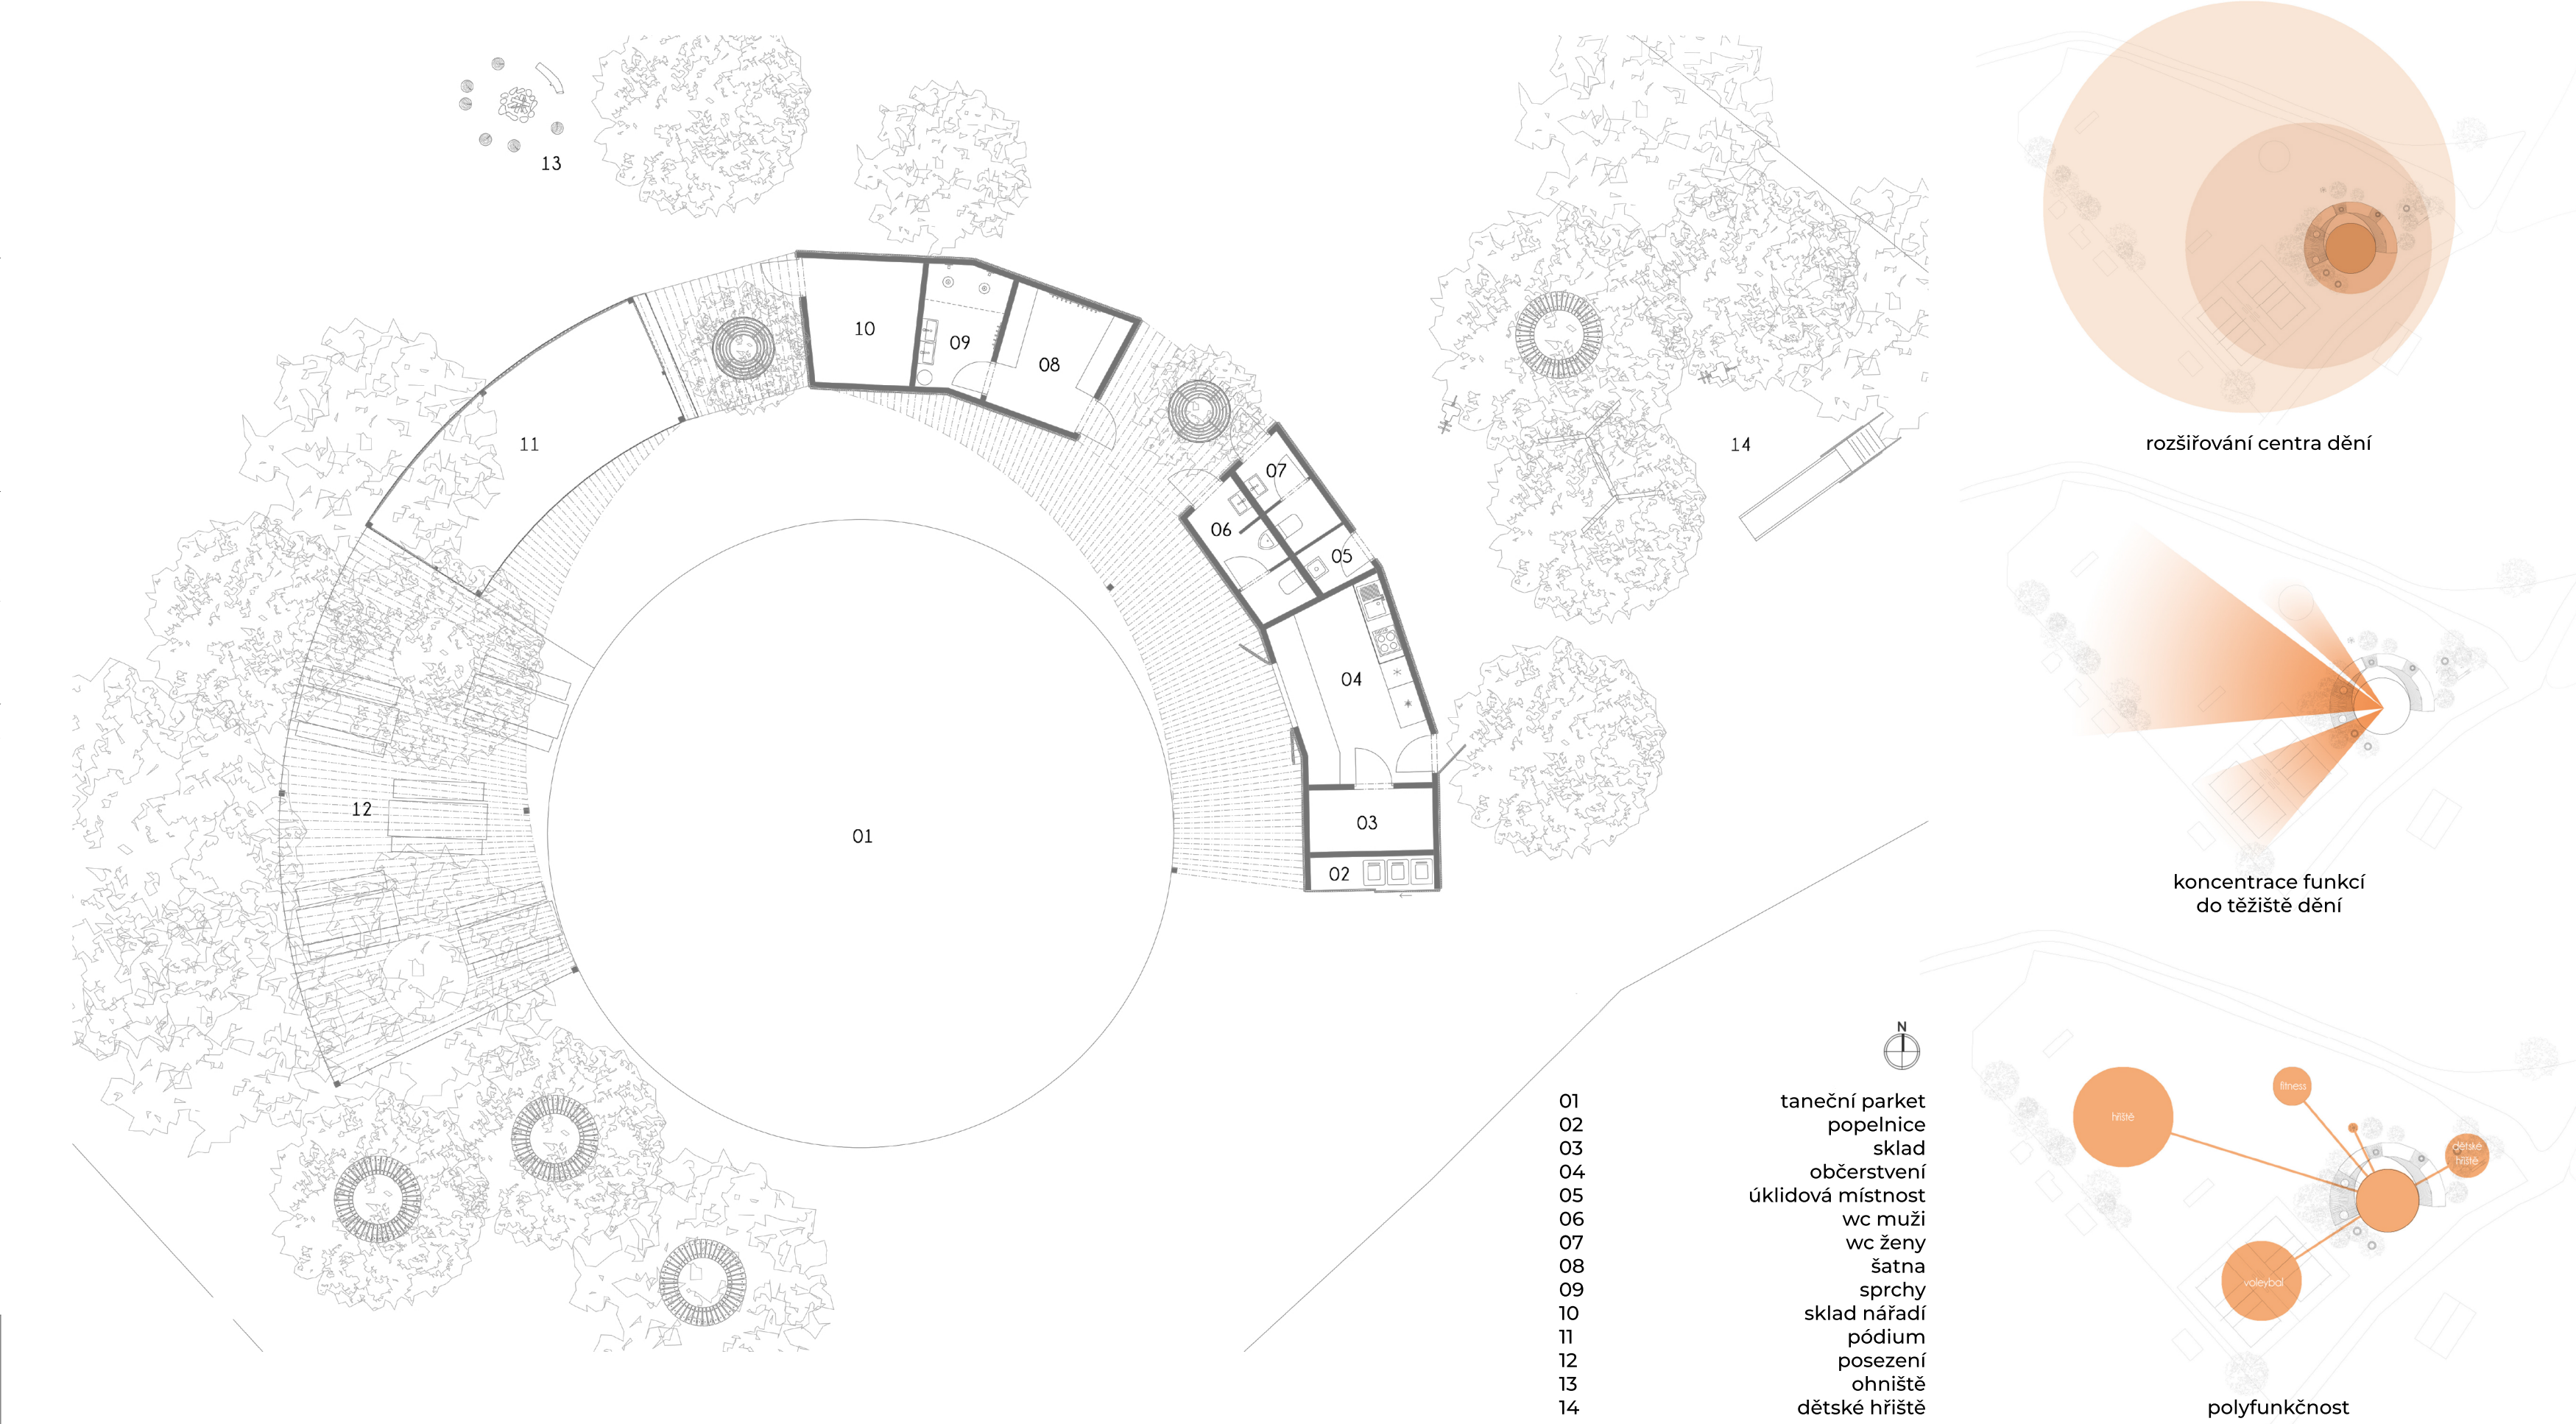 13
10
09
08
11
07
06
05
14
04
12
01
03
02
N
01 taneční parket
02 popelnice
03 sklad
04 občerstvení
05 úklidová místnost
06 wc muži
07 wc ženy
08 šatna
09 sprchy
10 sklad nářadí
11 pódium
12 posezení
13 ohniště
14 dětské hřiště
rozšiřování centra dění
koncentrace funkcí
do těžiště dění
fitness
hřiště
dětské
hřiště
voleybal
polyfunkčnost